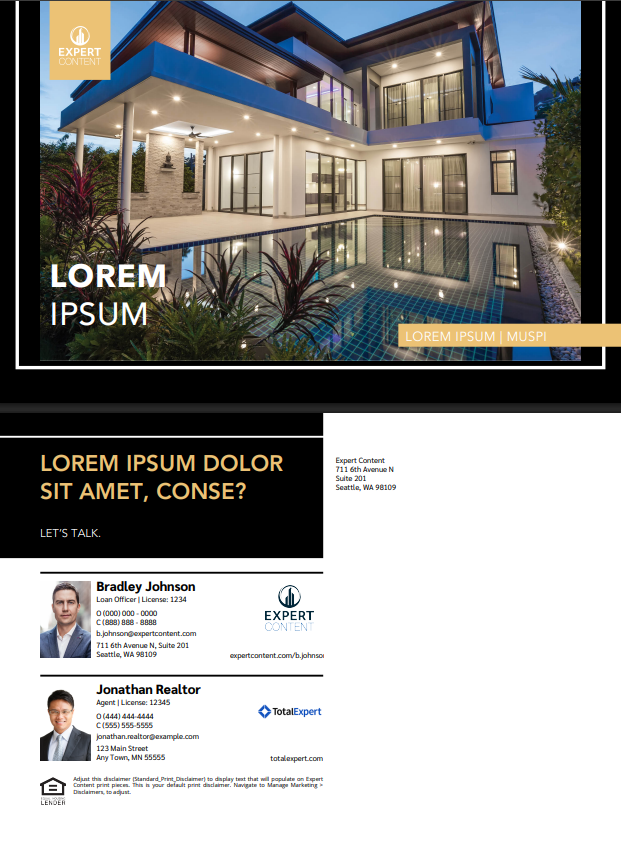 EXPERT
CONTENT
LOREM
IPSUM
LOREM IPSUM | MUSPI
LOREM IPSUM DOLOR
SIT AMET, CONSE?
LET'S TALK.
Expert Content
711 6th Avenue N
Suite 201
Seattle, WA 98109
Bradley Johnson
Loan Officer | License: 1234
O (000) 000 - 0000
C (888) 888 - 8888
b.johnson@expertcontent.com
711 6th Avenue N, Suite 201
Seattle, WA 98109
EXPERT
CONTENT
expertcontent.com/b.johnso
Jonathan Realtor
Agent | License: 12345
O (444) 444-4444
C (555) 555-5555
jonathan.realtor@example.com
123 Main Street
Any Town, MN 55555
TotalExpert
totalexpert.com
Adjust this disclaimer (Standard_Print_Disclaimer) to display text that will populate on Expert
Content print pieces. This is your default print disclaimer. Navigate to Manage Marketing >
Disclaimers, to adjust.
LENDER